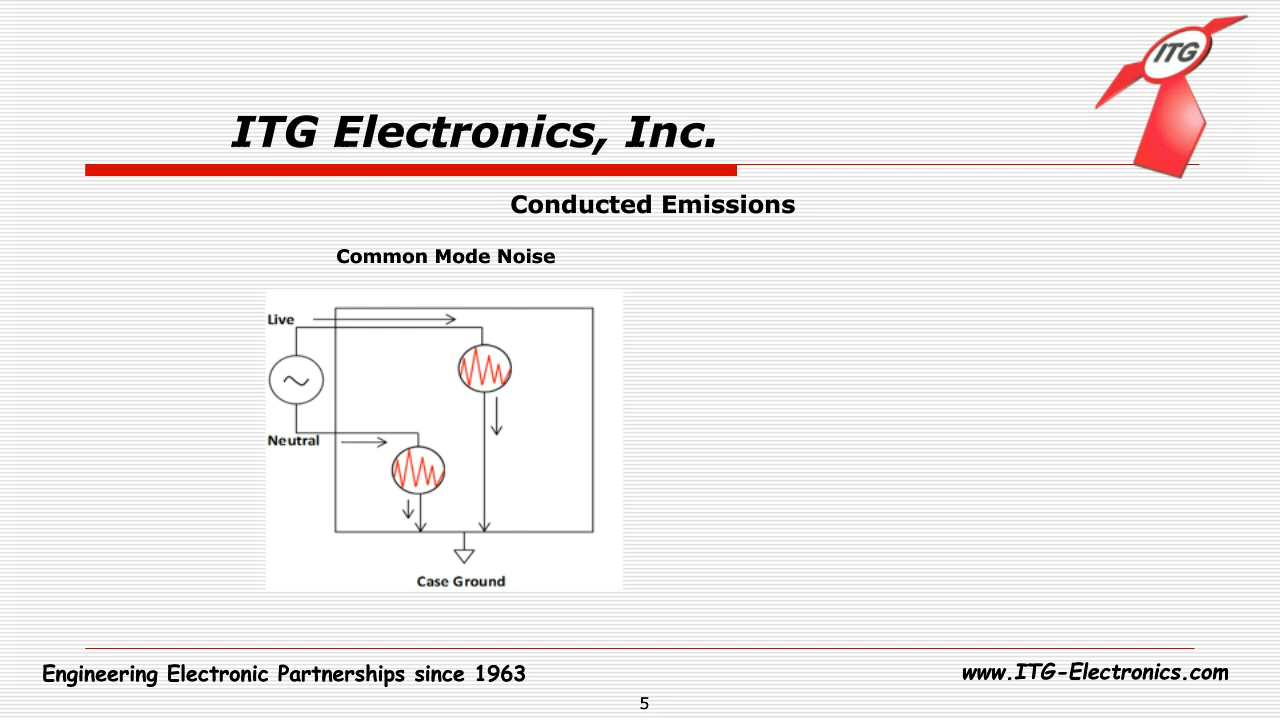 ITG
ITG Electronics, Inc.
Conducted Emissions
Common Mode Noise
Live
Neutral
Case Ground
Engineering Electronic Partnerships since 1963
www.ITG-Electronics.com
5